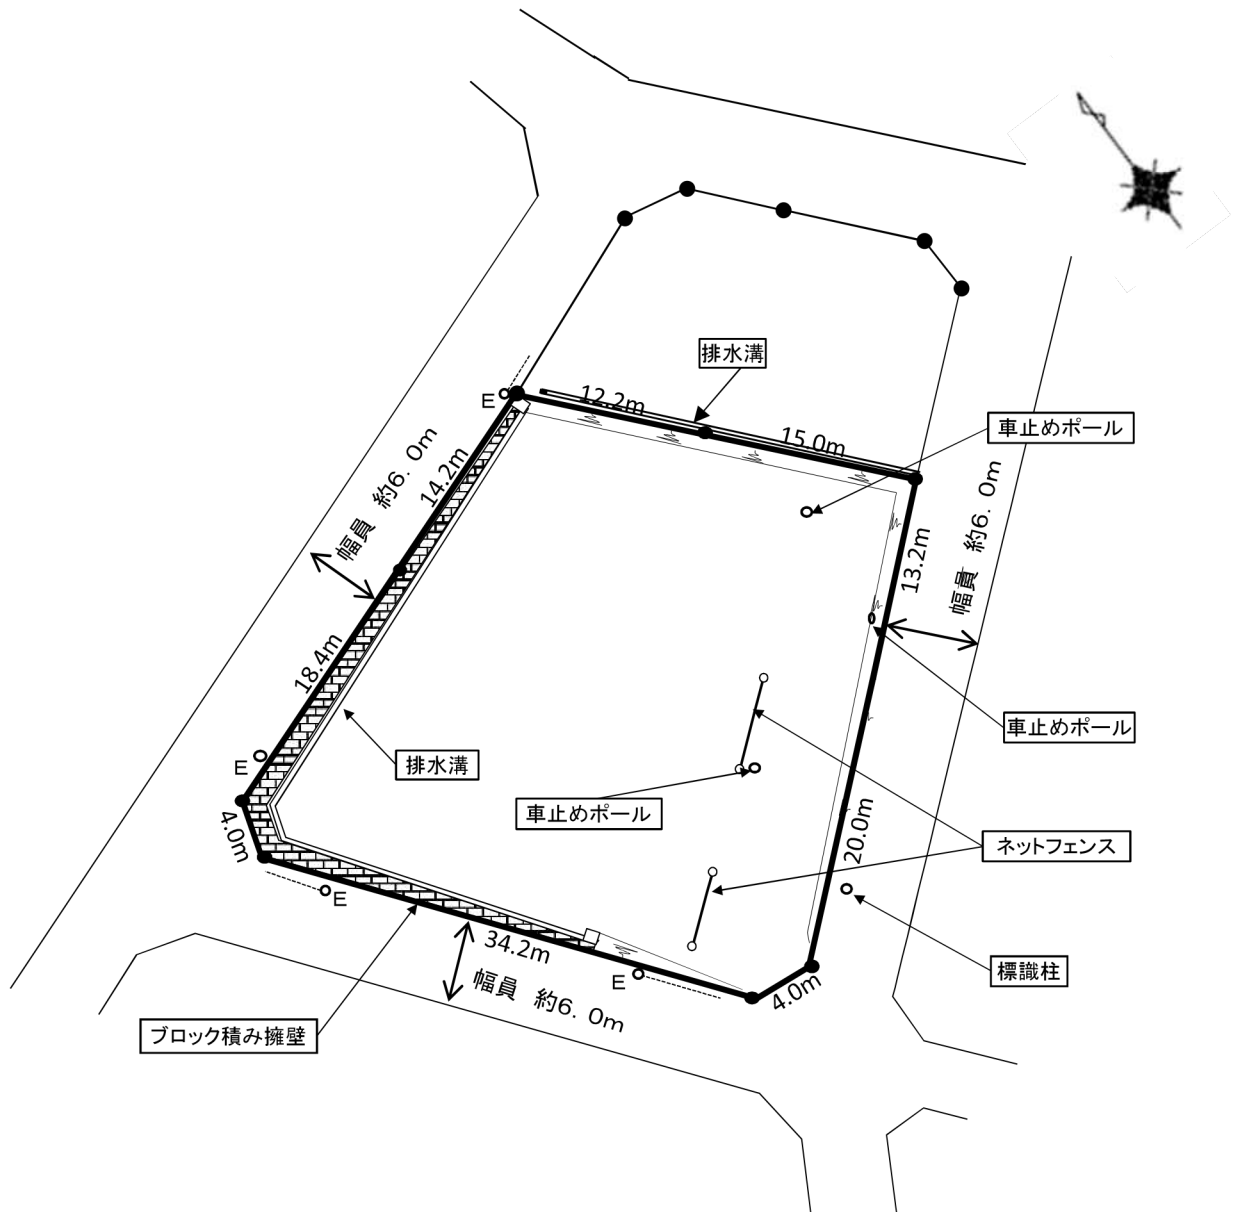 排水溝
12.2m
15.0m
車止めポール
E
幅員 約6.0m
14.2m
13.2m
幅員 約6.0m
18.4m
車止めポール
排水溝
E
車止めポール
4.0m
20.0m
ネットフェンス
E
34.2m
標識柱
E
幅員 約6.0m
4.0m
ブロック積み擁壁